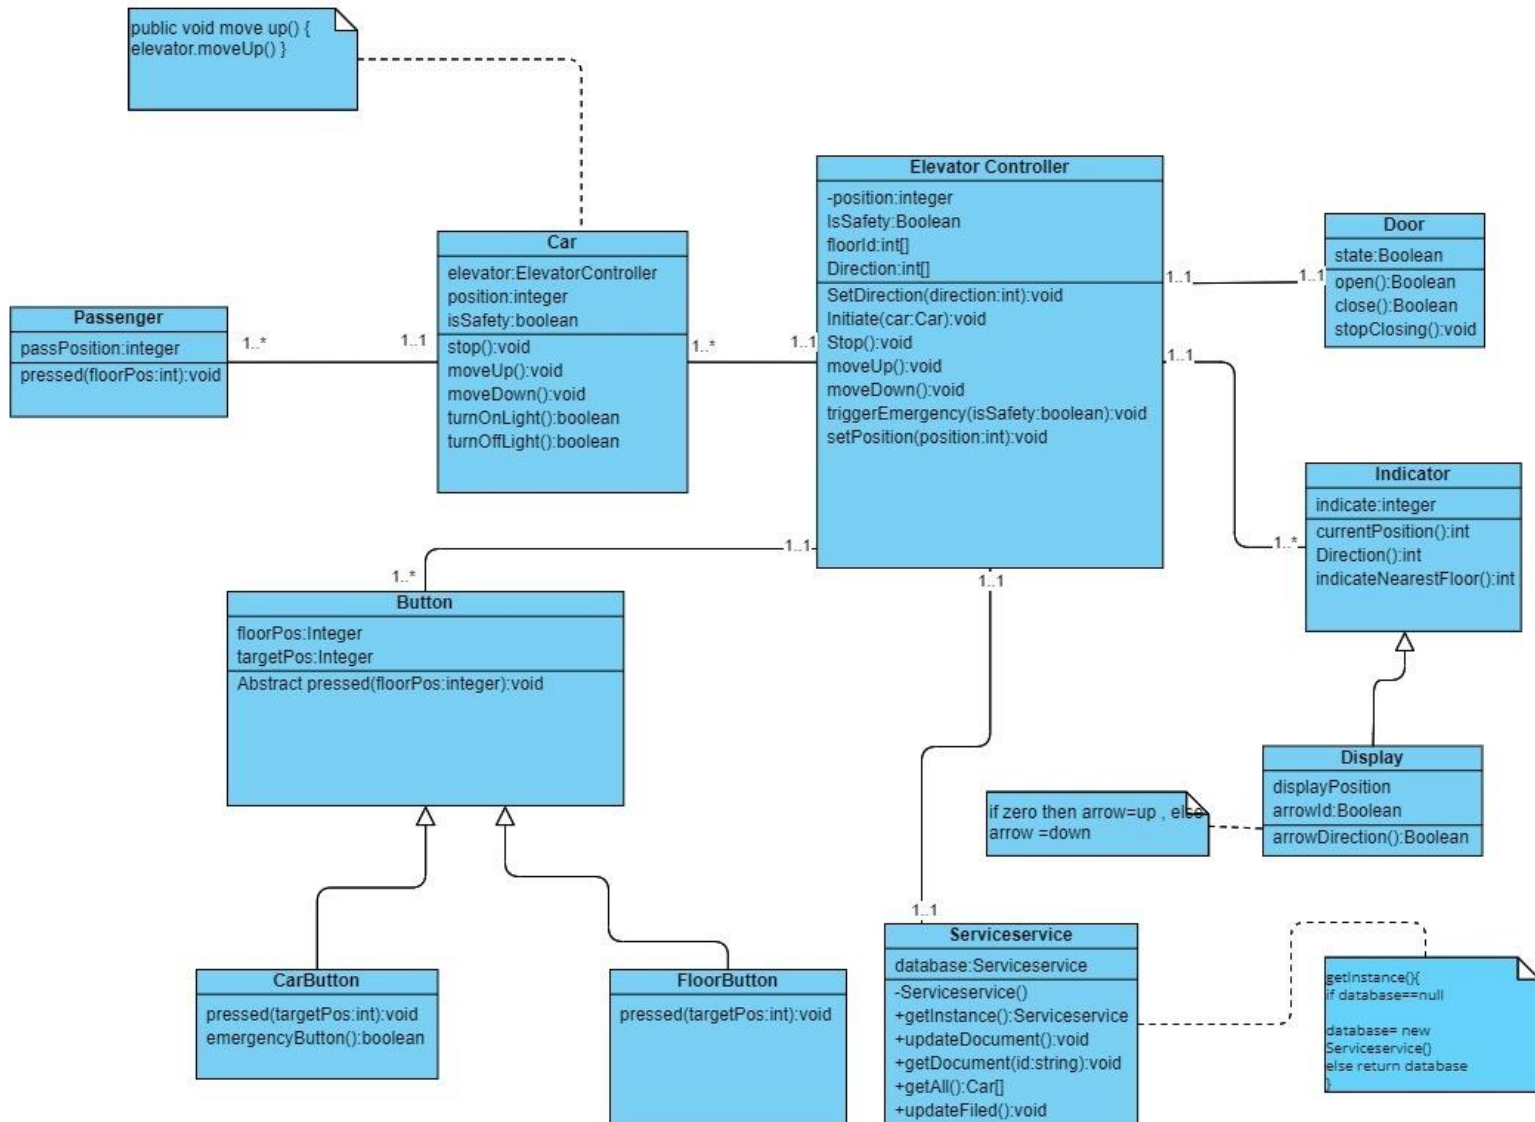 public void move up() {
elevator.moveUp() }
Elevator Controller
-position:integer
IsSafety:Boolean
floorId:int[]
Direction:int[]
SetDirection(direction:int):void
Initiate(car:Car):void
Stop():void
moveUp():void
moveDown():void
triggerEmergency(isSafety:boolean):void
setPosition(position:int):void
Door
state:Boolean
open():Boolean
close():Boolean
stopClosing():void
1..1
1..1
Car
elevator:ElevatorController
position:integer
isSafety:boolean
stop():void
moveUp():void
moveDown():void
turnOnLight():boolean
turnOffLight():boolean
Passenger
passPosition:integer
pressed(floorPos:int):void
1..*
1..1
1..*
1..1
1..1
1..*
Indicator
indicate:integer
currentPosition():int
Direction():int
indicateNearestFloor():int
1..1
1..*
1..1
Button
floorPos:Integer
targetPos:Integer
Abstract pressed(floorPos:integer):void
Display
displayPosition
arrowId:Boolean
arrowDirection():Boolean
if zero then arrow=up , else
arrow =down
1..1
Serviceservice
database:Serviceservice
-Serviceservice()
+getInstance():Serviceservice
+updateDocument():void
+getDocument(id:string):void
+getAll():Car[]
+updateFiled():void
getInstance(){
if database==null
database= new
Serviceservice()
else return database
}
CarButton
pressed(targetPos:int):void
emergencyButton():boolean
FloorButton
pressed(targetPos:int):void